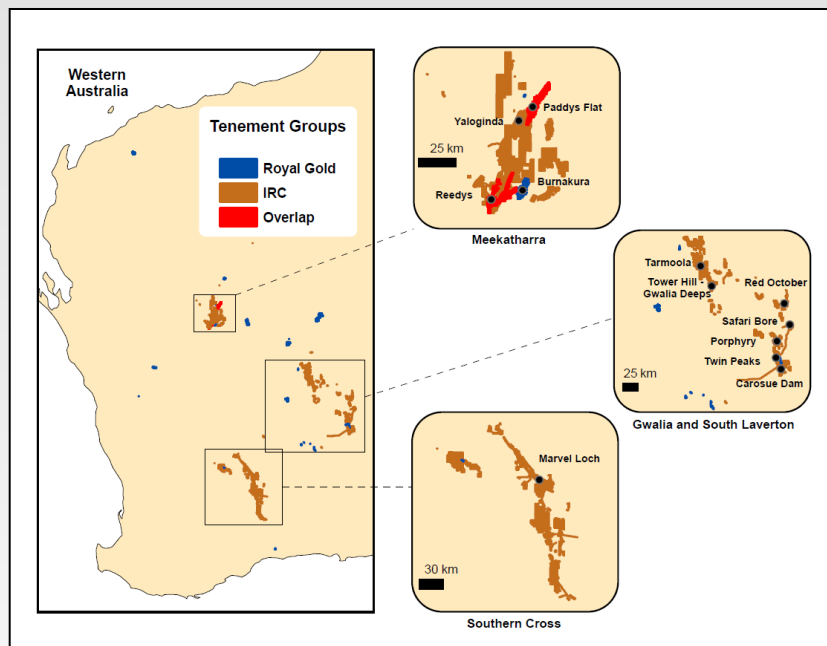 Western
Australia
Tenement Groups
Royal Gold
IRC
Overlap
Paddys Flat
Yaloginda
25 km
Burnakura
Reedys
Meekatharra
Tarmoola
Tower Hill -
Gwalia Deeps
Red October
Safari Bore
Porphyry
Twin Peaks
25 km
Carosue Dam
Gwalia and South Laverton
Marvel Loch
30 km
Southern Cross